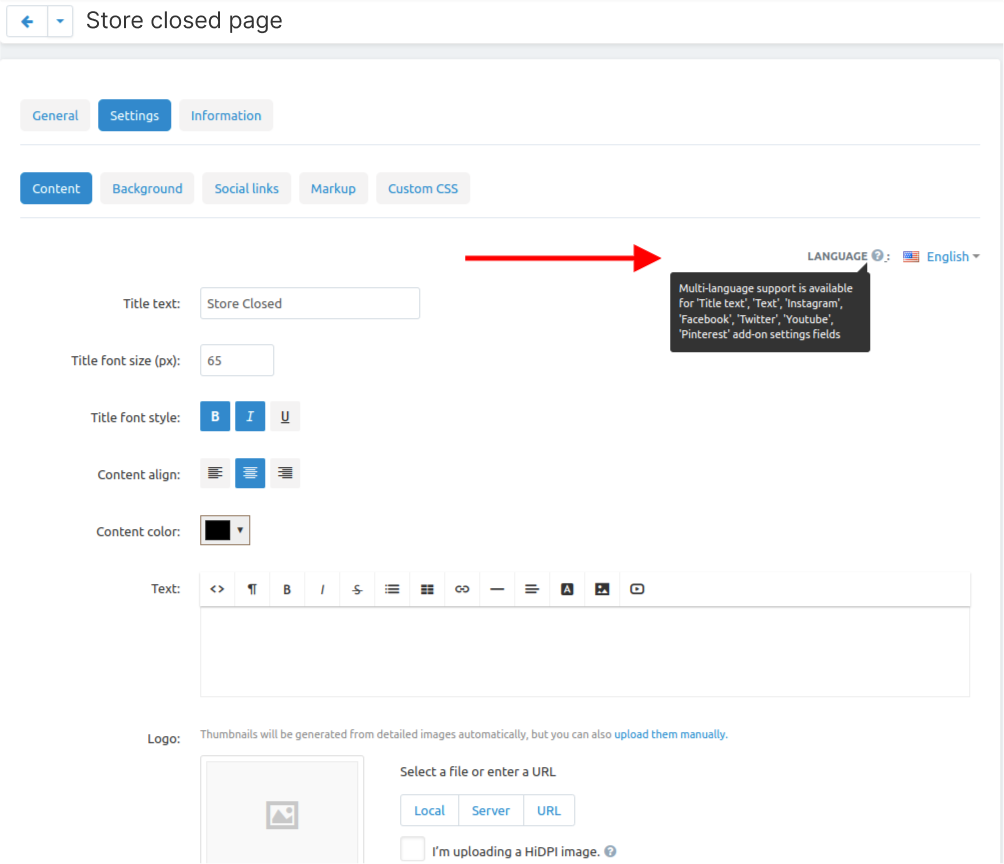 Store closed page
General Settings Information
Content Background Social links Markup Custom CSS
LANGUAGE ? : English
Multi-language support is available
for 'Title text', 'Text', 'Instagram',
'Facebook', 'Twitter', 'Youtube',
'Pinterest' add-on settings fields
Title text: Store Closed
Title font size (px): 65
Title font style: B I U
Content align:
Content color:
Text: <> ¶ B I S A
Logo: Thumbnails will be generated from detailed images automatically, but you can also upload them manually.
Select a file or enter a URL
Local Server URL
I'm uploading a HiDPI image. ?